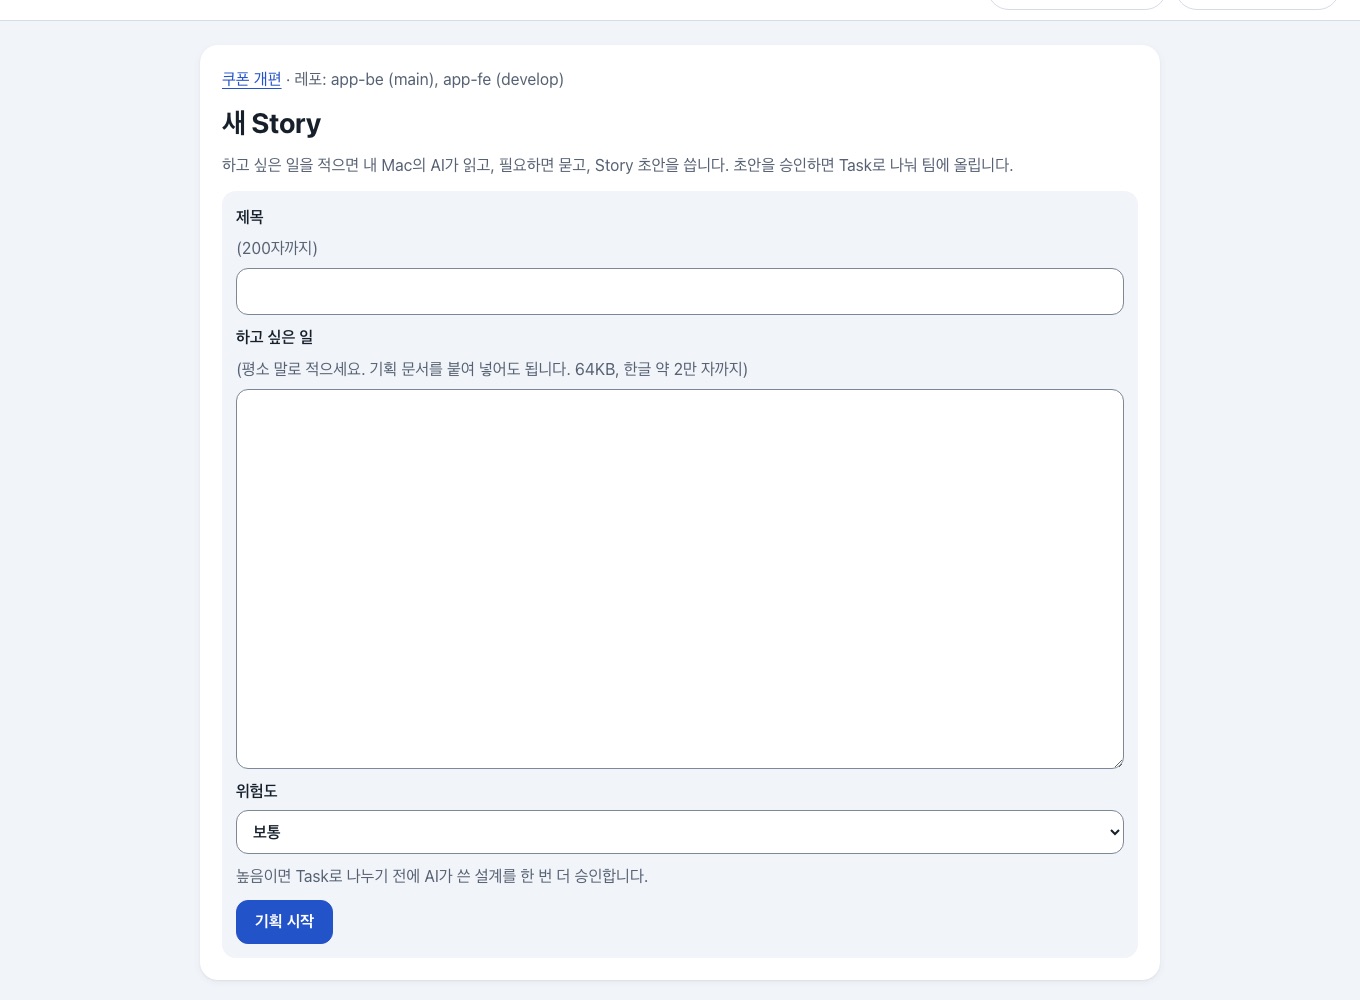 쿠폰 개편 · 레포: app-be (main), app-fe (develop)
새 Story
하고 싶은 일을 적으면 내 Mac의 AI가 읽고, 필요하면 묻고, Story 초안을 씁니다. 초안을 승인하면 Task로 나눠 팀에 올립니다.
제목
(200자까지)
하고 싶은 일
(평소 말로 적으세요. 기획 문서를 붙여 넣어도 됩니다. 64KB, 한글 약 2만 자까지)
위험도
보통
높음이면 Task로 나누기 전에 AI가 쓴 설계를 한 번 더 승인합니다.
기획 시작